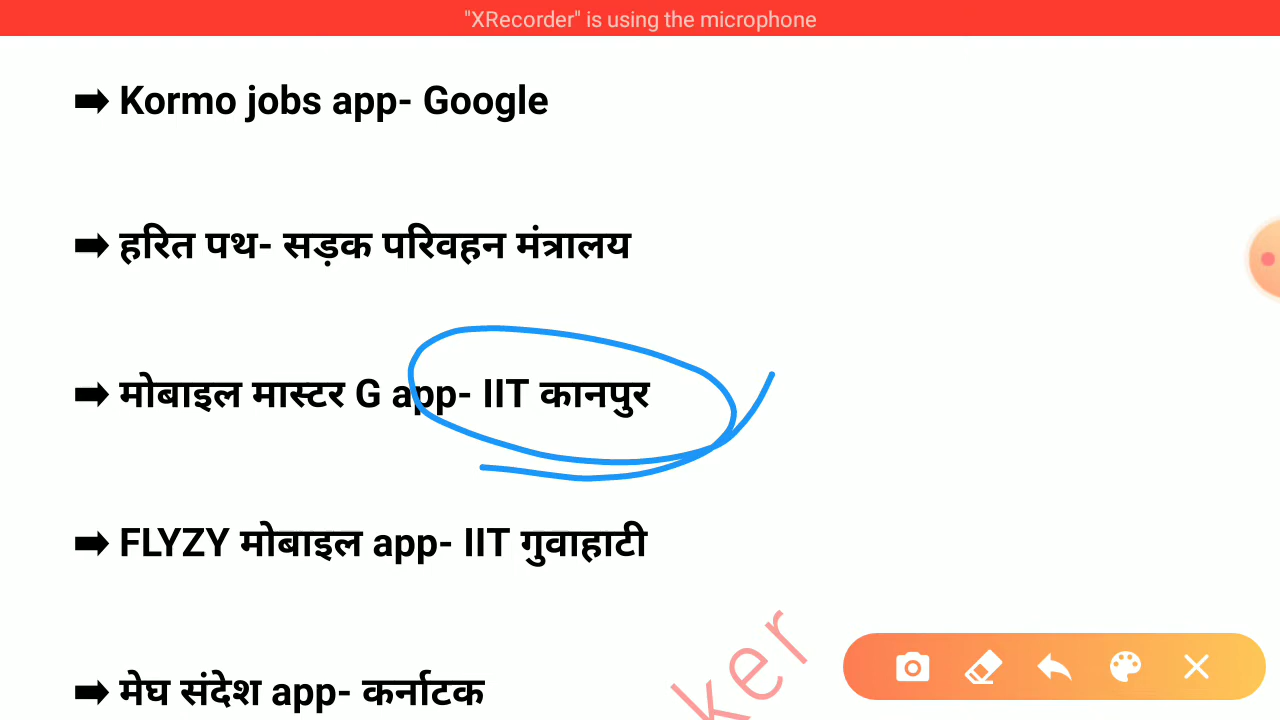 "XRecorder" is using the microphone
➡ Kormo jobs app- Google
➡ हरित पथ- सड़क परिवहन मंत्रालय
➡ मोबाइल मास्टर G app- IIT कानपुर
➡ FLYZY मोबाइल app- IIT गुवाहाटी
ker
➡ मेघ संदेश app- कर्नाटक